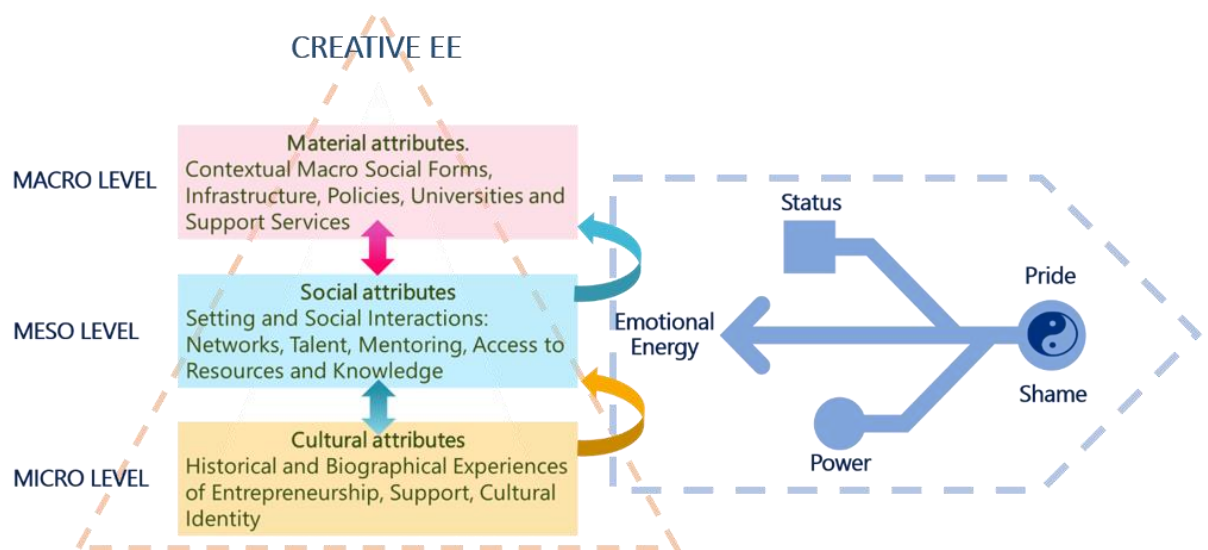 CREATIVE EE
MACRO LEVEL
Material attributes.
Contextual Macro Social Forms,
Infrastructure, Policies, Universities and
Support Services
MESO LEVEL
Social attributes
Setting and Social Interactions:
Networks, Talent, Mentoring, Access to
Resources and Knowledge
MICRO LEVEL
Cultural attributes
Historical and Biographical Experiences
of Entrepreneurship, Support, Cultural
Identity
Status
Pride
Emotional
Energy
Shame
Power